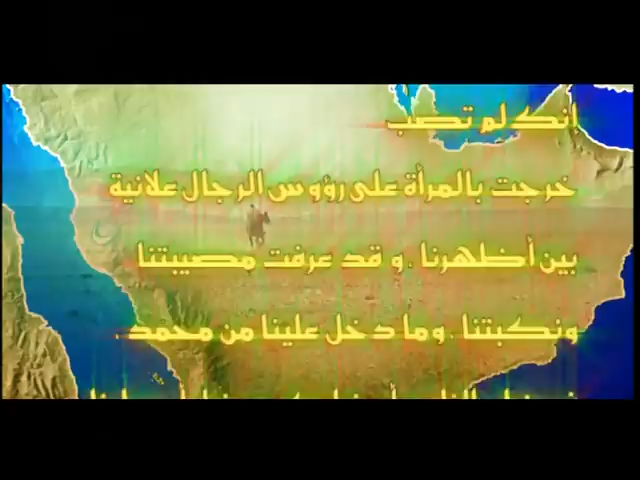 إنك لم تصب
خرجت بالمرأة على رؤوس الرجال علانية
بين أظهرنا . و قد عرفت مصيبتنا
ونكبتنا . وما دخل علينا من محمّد .